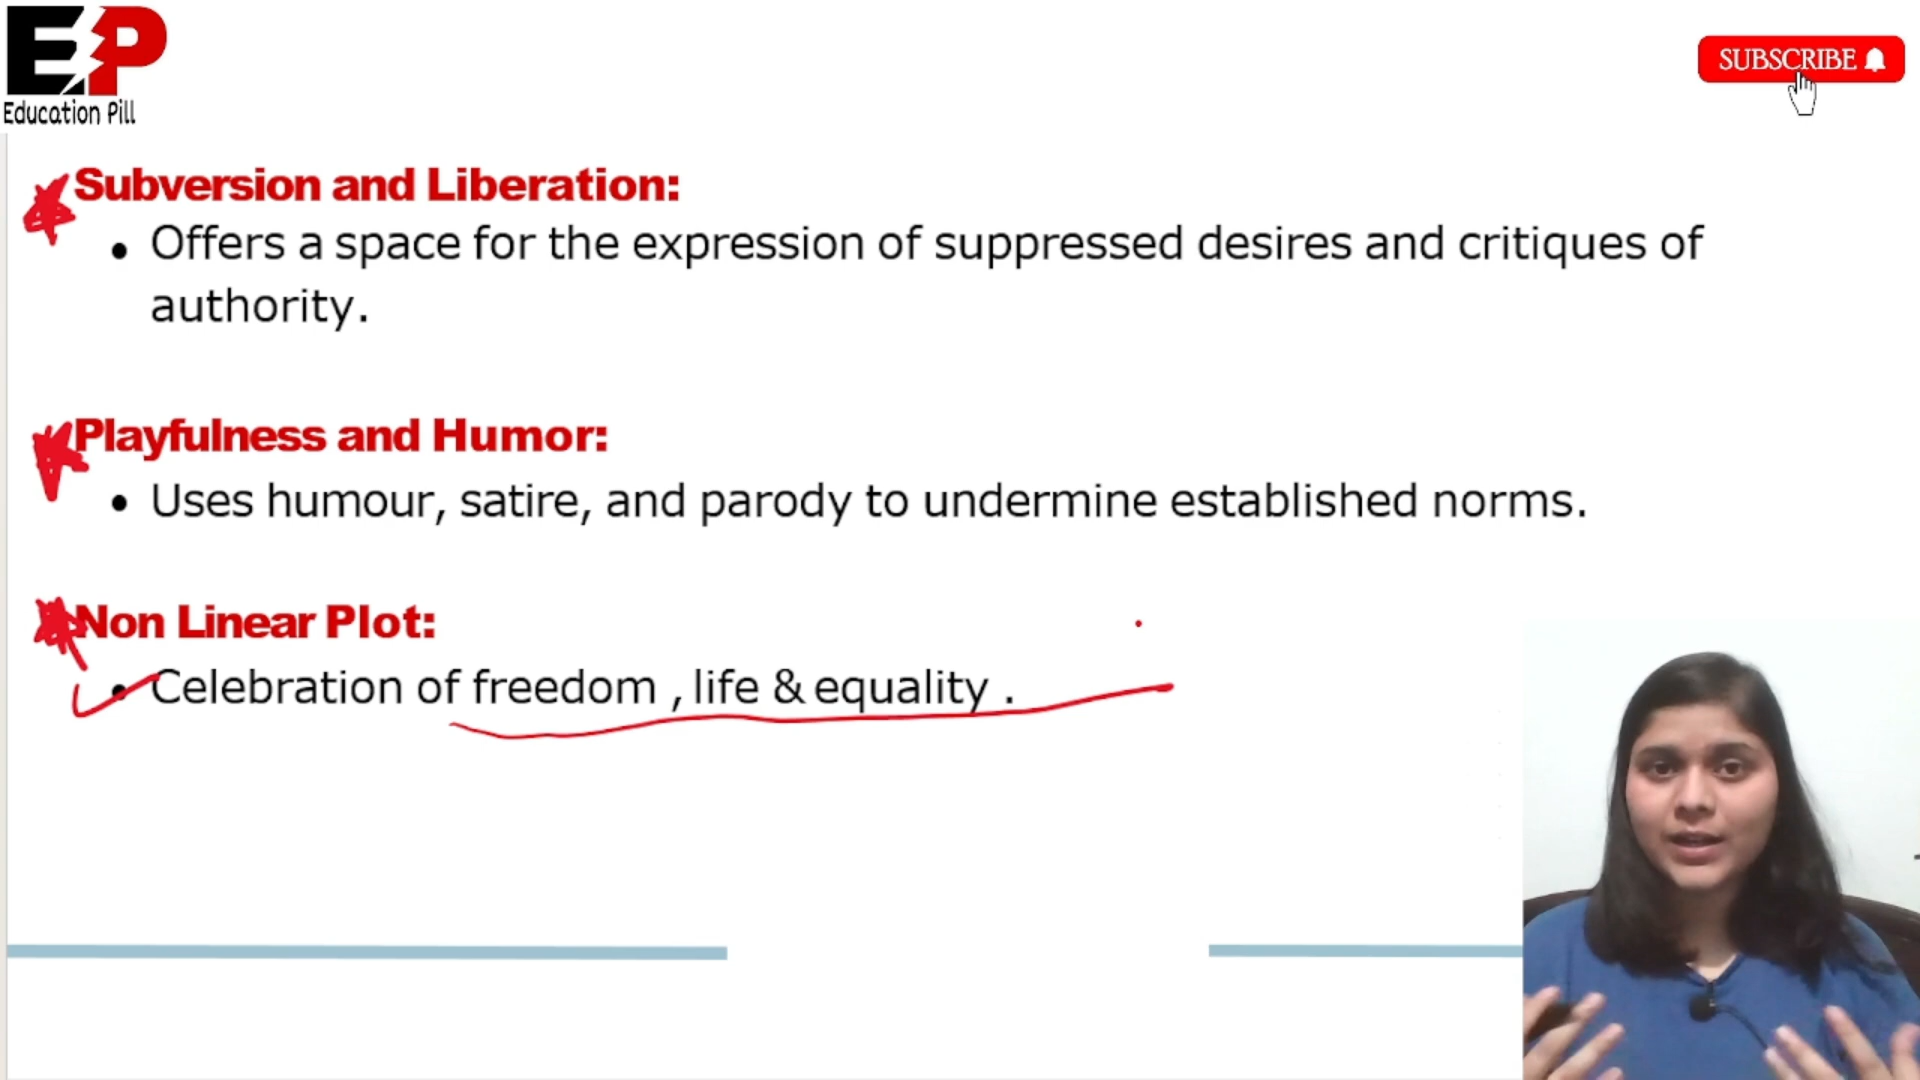 EP
Education Pill
SUBSCRIBE
Subversion and Liberation:
• Offers a space for the expression of suppressed desires and critiques of
authority.
Playfulness and Humor:
• Uses humour, satire, and parody to undermine established norms.
Non Linear Plot:
• Celebration of freedom , life & equality .